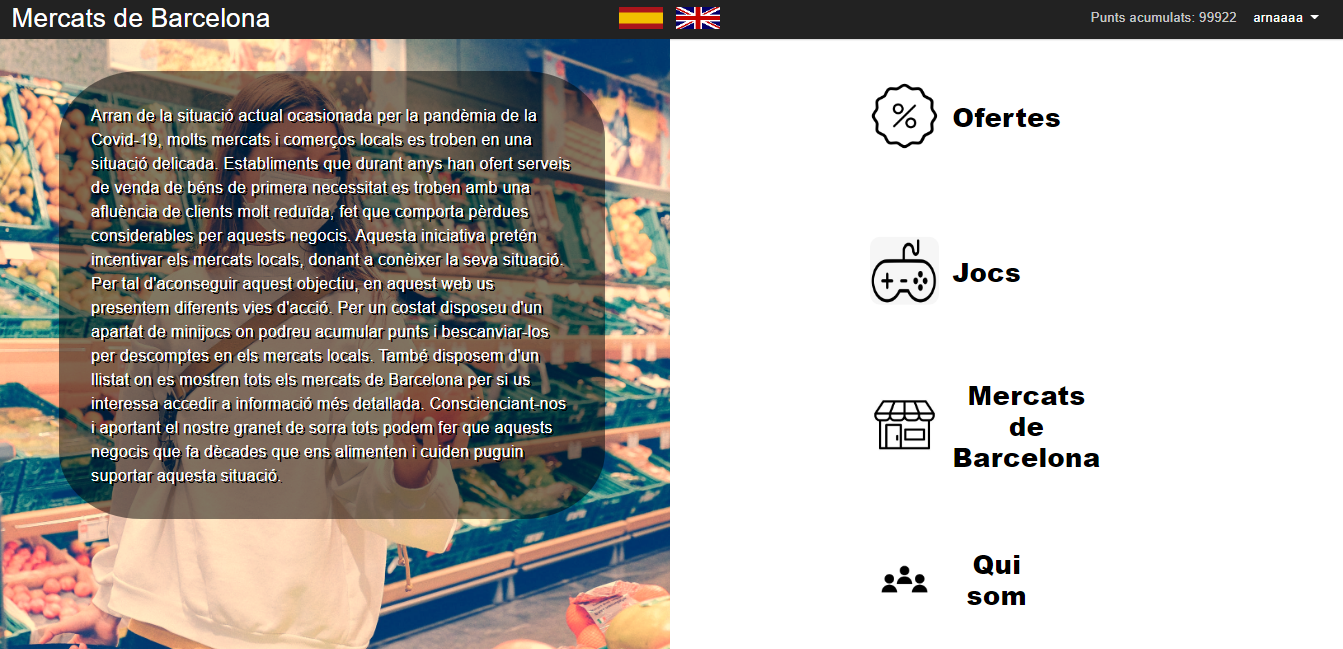 Mercats de Barcelona
Punts acumulats: 99922 arnaaaa
Arran de la situació actual ocasionada per la pandèmia de la
Covid-19, molts mercats i comerços locals es troben en una
situació delicada. Establiments que durant anys han ofert serveis
de venda de béns de primera necessitat es troben amb una
afluència de clients molt reduïda, fet que comporta pèrdues
considerables per aquests negocis. Aquesta iniciativa pretén
incentivar els mercats locals, donant a conèixer la seva situació.
Per tal d'aconseguir aquest objectiu, en aquest web us
presentem diferents vies d'acció. Per un costat disposeu d'un
apartat de minijocs on podreu acumular punts i bescanviar-los
per descomptes en els mercats locals. També disposem d'un
llistat on es mostren tots els mercats de Barcelona per si us
interessa accedir a informació més detallada. Conscienciant-nos
i aportant el nostre granet de sorra tots podem fer que aquests
negocis que fa dècades que ens alimenten i cuiden puguin
suportar aquesta situació.
%
Ofertes
Jocs
Mercats
de
Barcelona
Qui
som